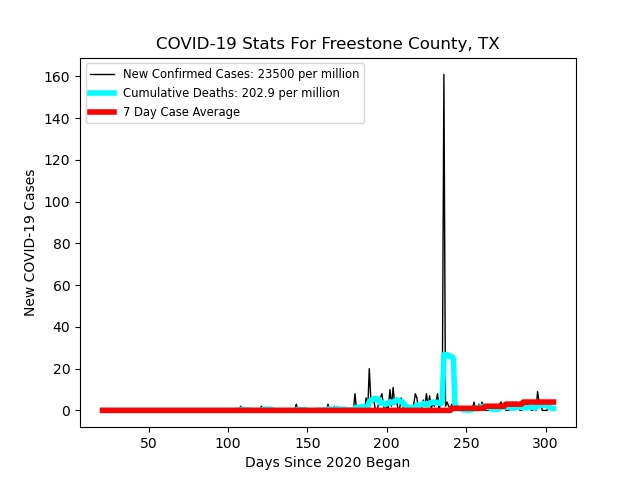 COVID-19 Stats For Freestone County, TX
New Confirmed Cases: 23500 per million
Cumulative Deaths: 202.9 per million
7 Day Case Average
New COVID-19 Cases
160
140
120
100
80
60
40
20
0
50 100 150 200 250 300
Days Since 2020 Began